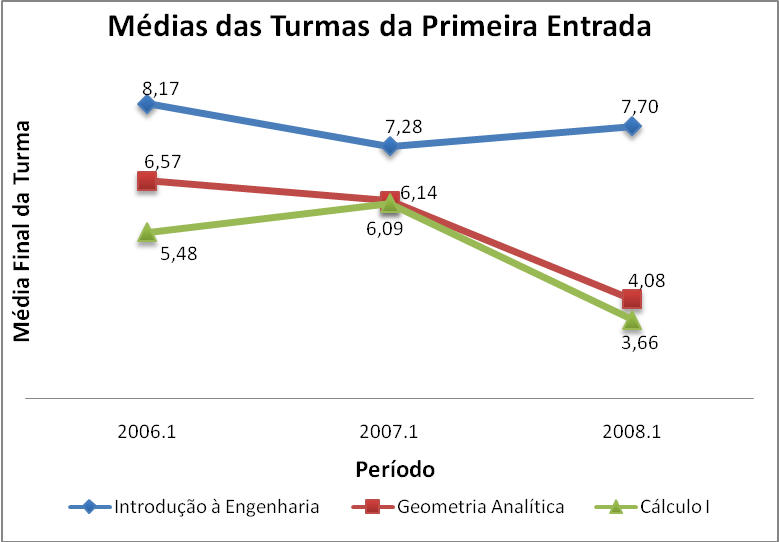 Médias das Turmas da Primeira Entrada
Média Final da Turma
8,17
7,28
7,70
6,57
6,14
5,48
6,09
4,08
3,66
2006.1
2007.1
2008.1
Período
Introdução à Engenharia
Geometria Analítica
Cálculo I